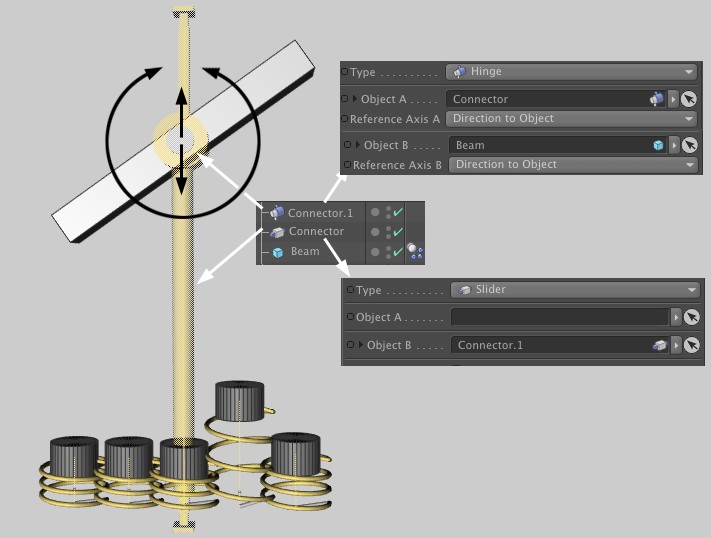 Type . . . . . . . . . . Hinge
Object A . . . . . Connector
Reference Axis A Direction to Object
Object B . . . . . Beam
Reference Axis B Direction to Object
Connector.1
Connector
Beam
Type . . . . . . . . . . Slider
Object A . . . . . . .
Object B . . . . . Connector.1